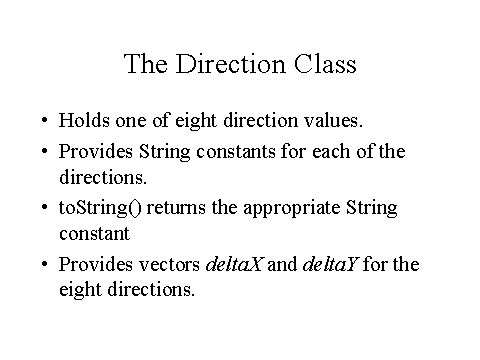 The Direction Class
• Holds one of eight direction values.
• Provides String constants for each of the
directions.
• toString() returns the appropriate String
constant
• Provides vectors deltaX and deltaY for the
eight directions.